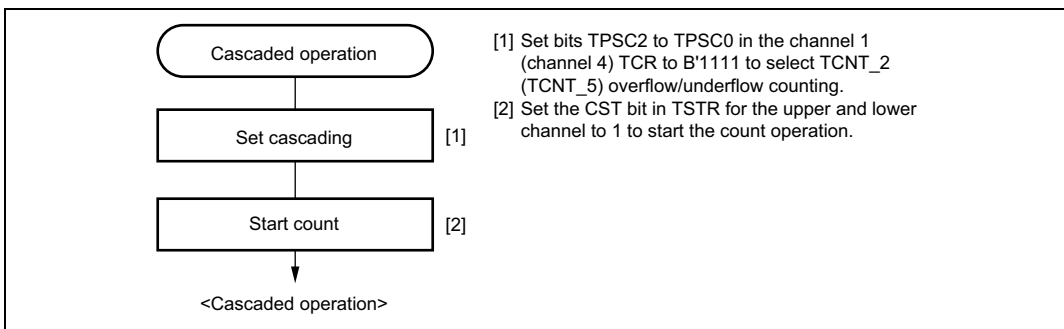 Cascaded operation
[1] Set bits TPSC2 to TPSC0 in the channel 1
(channel 4) TCR to B'1111 to select TCNT_2
(TCNT_5) overflow/underflow counting.
[2] Set the CST bit in TSTR for the upper and lower
channel to 1 to start the count operation.
Set cascading
[1]
Start count
[2]
<Cascaded operation>